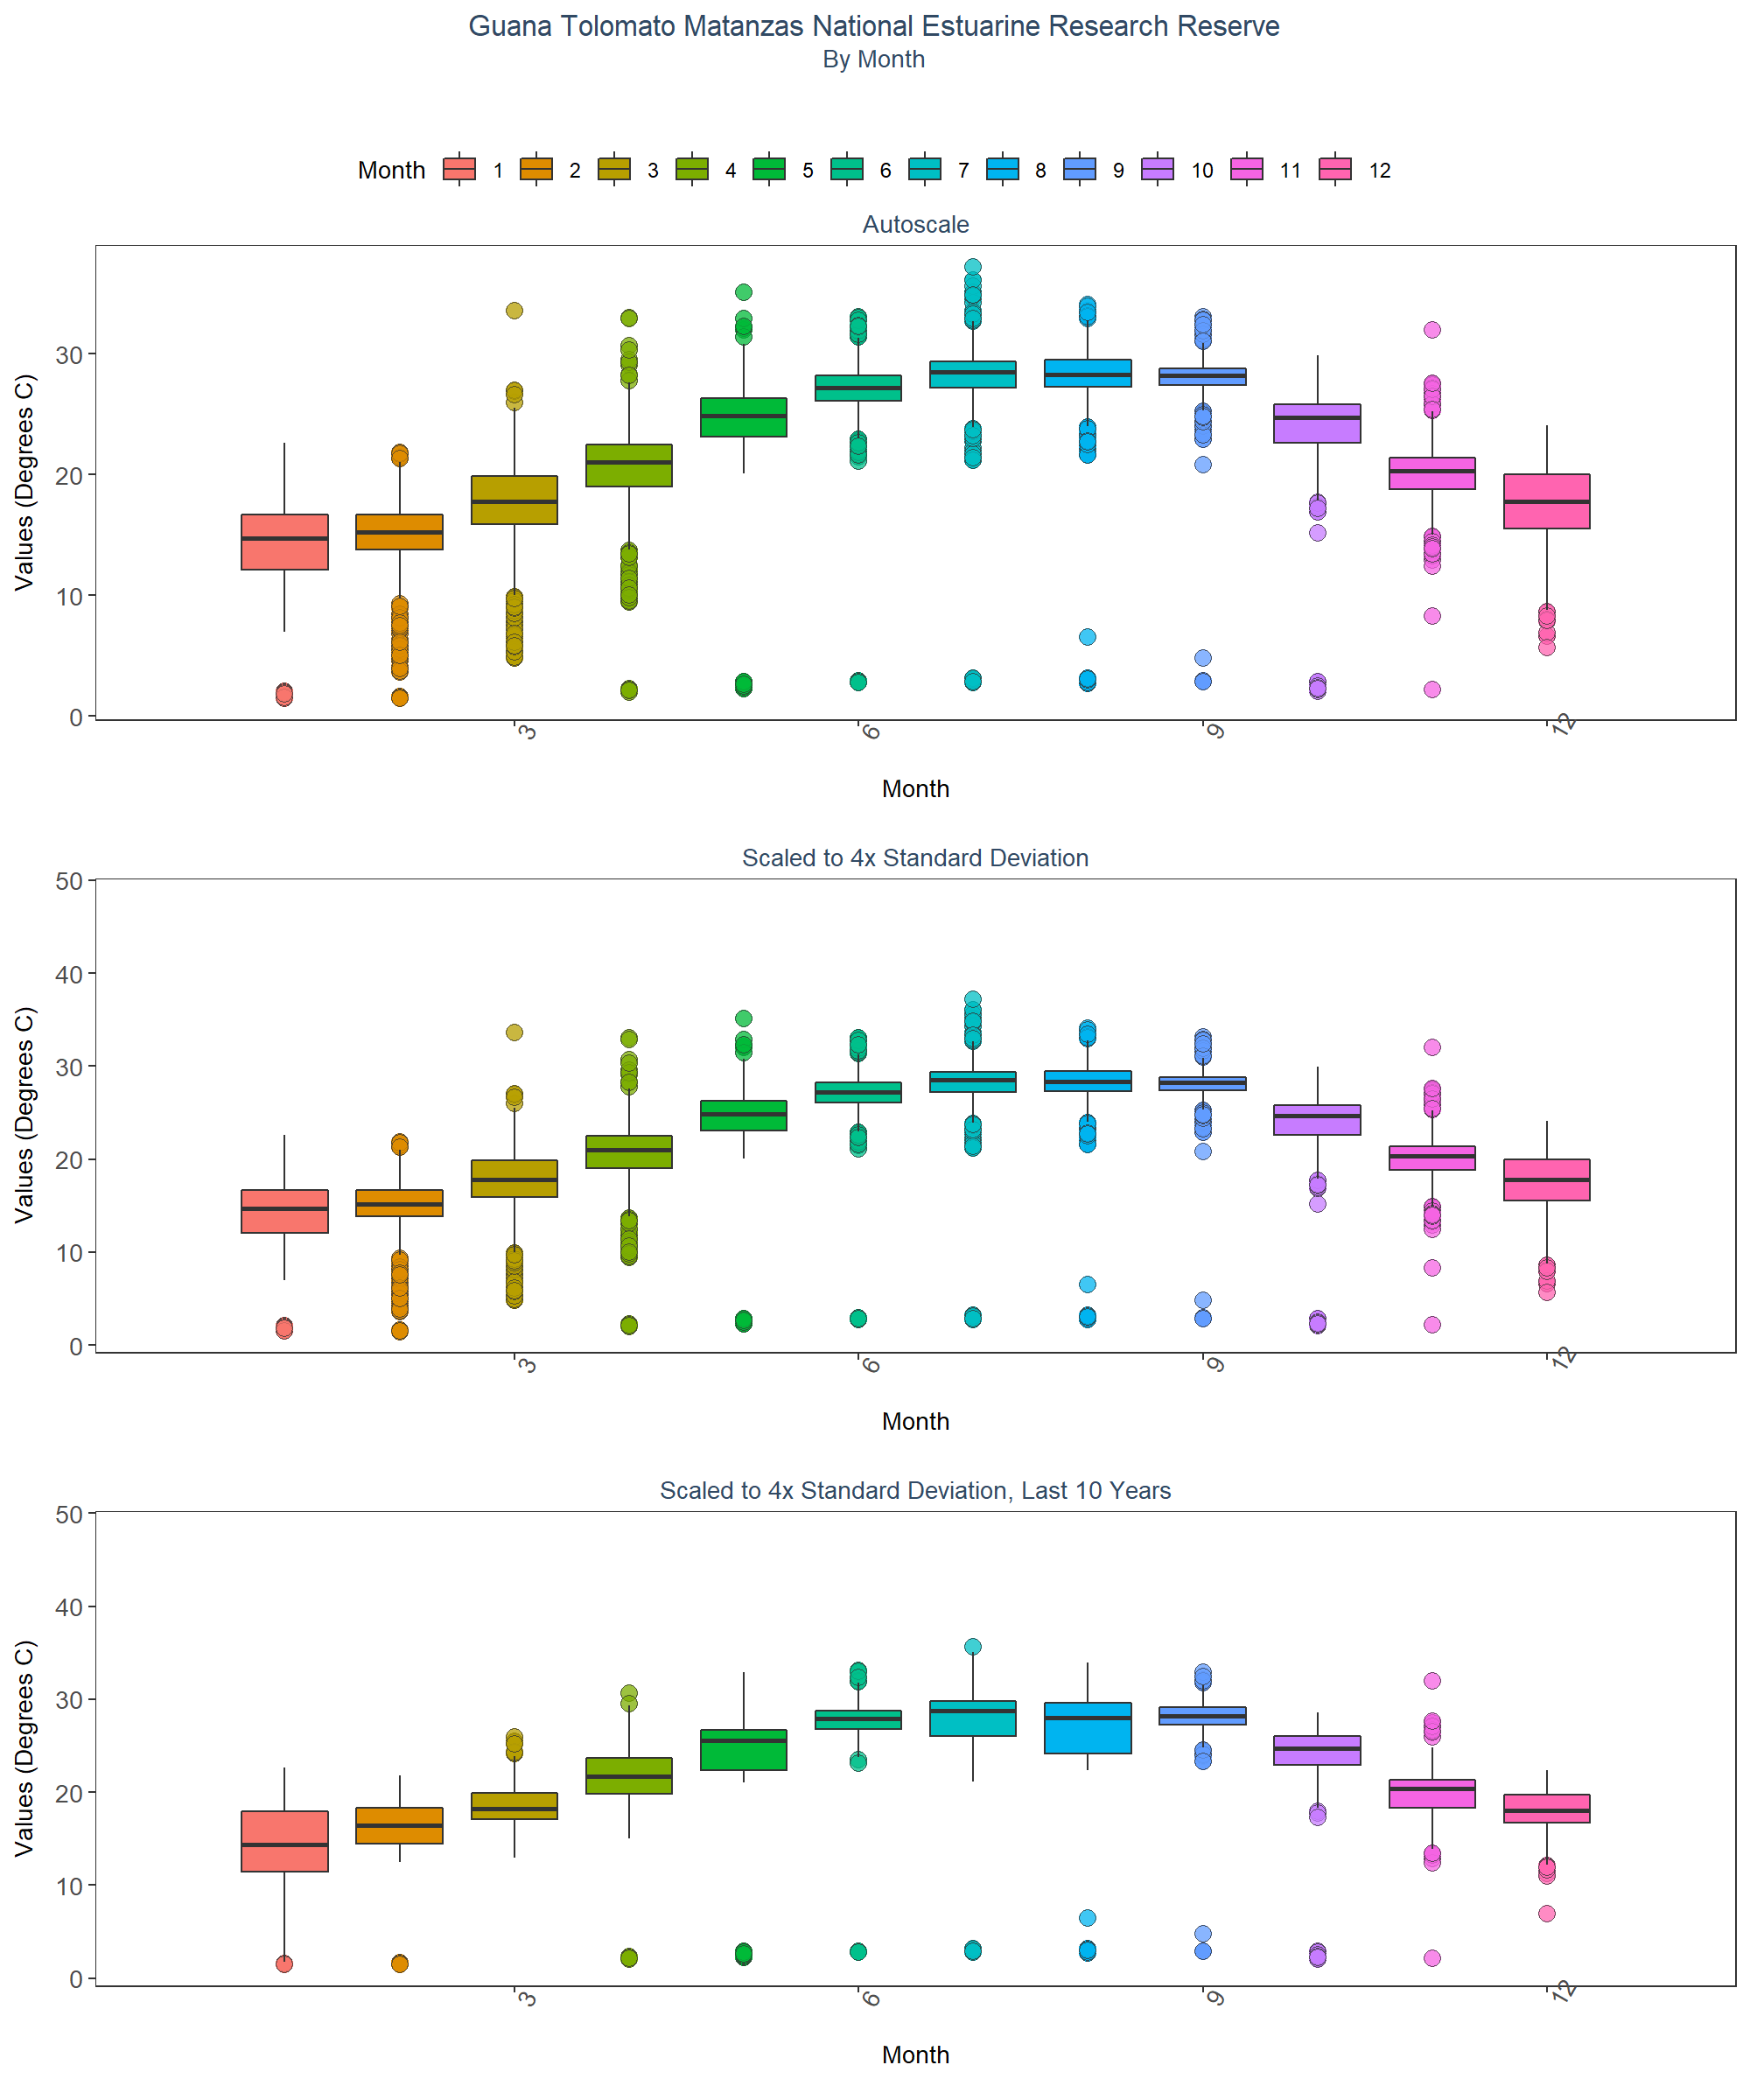 Guana Tolomato Matanzas National Estuarine Research Reserve
By Month
Month 1 2 3 4 5 6 7 8 9 10 11 12
Autoscale
Values (Degrees C)
30
20
10
0
3 6 9 12
Month
Scaled to 4x Standard Deviation
Values (Degrees C)
50
40
30
20
10
0
3 6 9 12
Month
Scaled to 4x Standard Deviation, Last 10 Years
Values (Degrees C)
50
40
30
20
10
0
3 6 9 12
Month